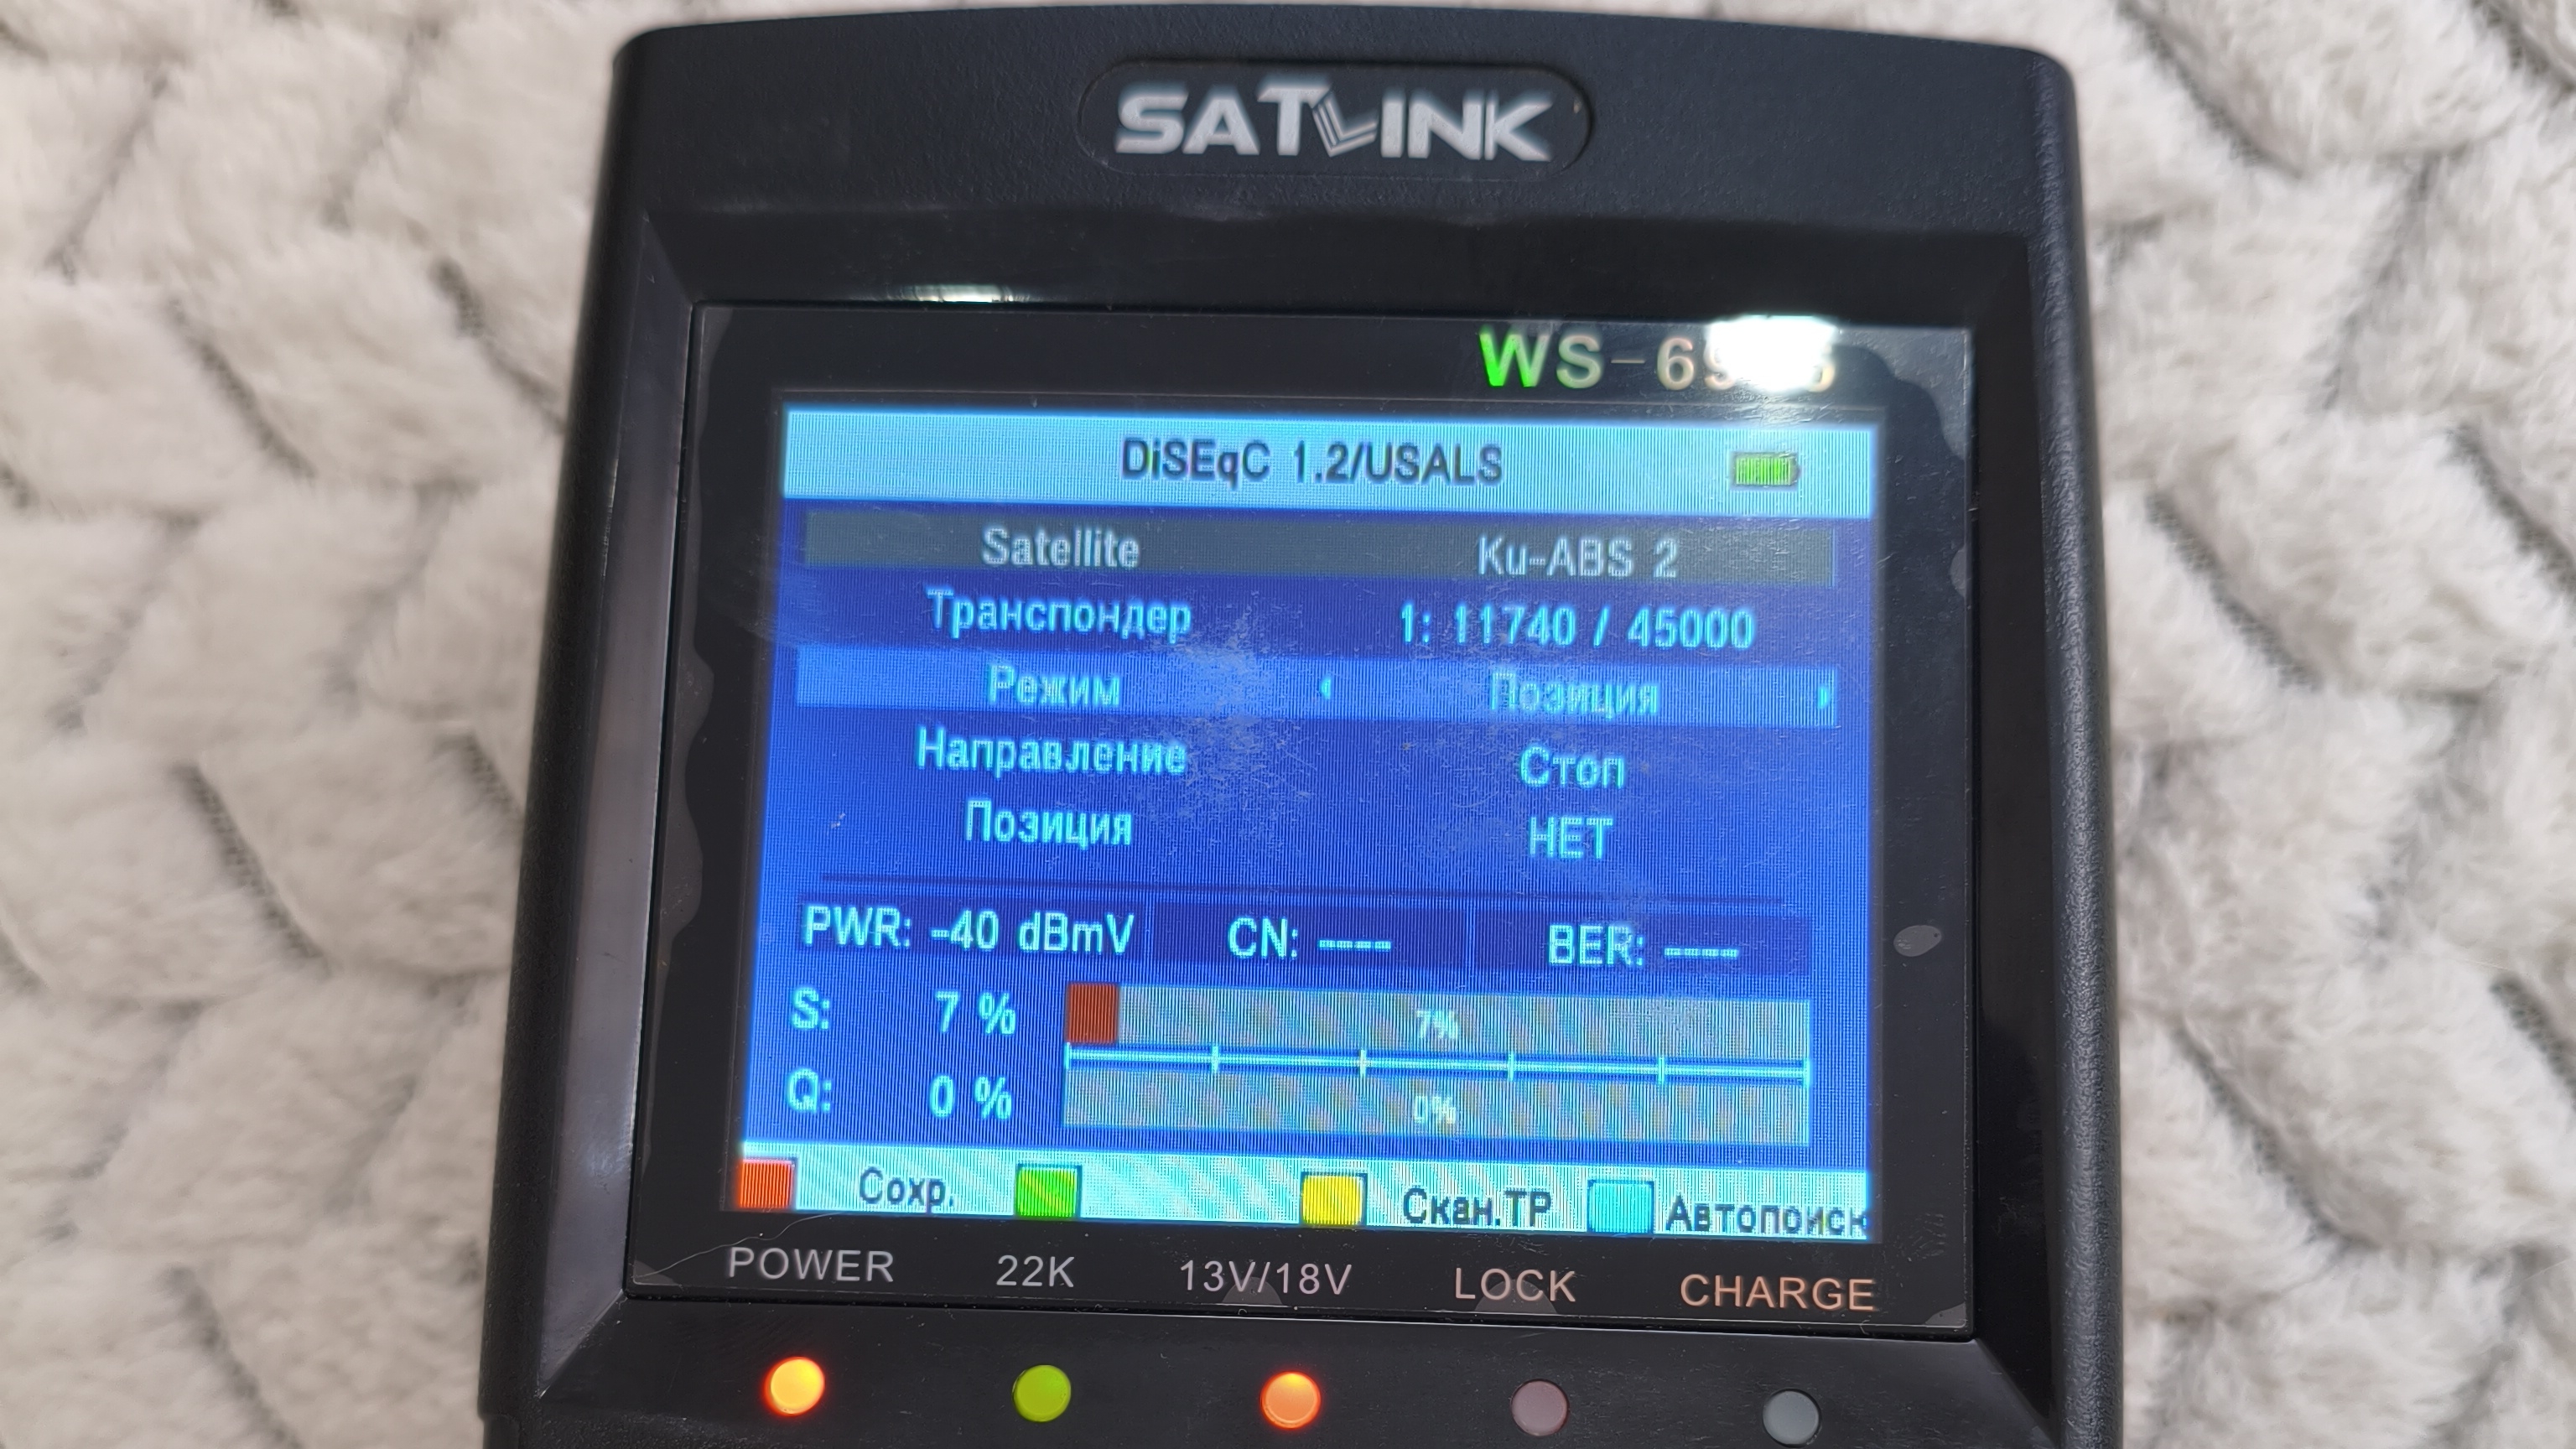 SATLINK
WS-69
DiSEqC 1.2/USALS
Satellite Ku-ABS 2
Транспондер 1: 11740 / 45000
Режим Позиция
Направление Стоп
Позиция НЕТ
PWR: -40 dBmV CN: ---- BER: ----
S: 7 % 7%
Q: 0 % 0%
Сохр. Скан.ТР Автопоиск
POWER 22K 13V/18V LOCK CHARGE